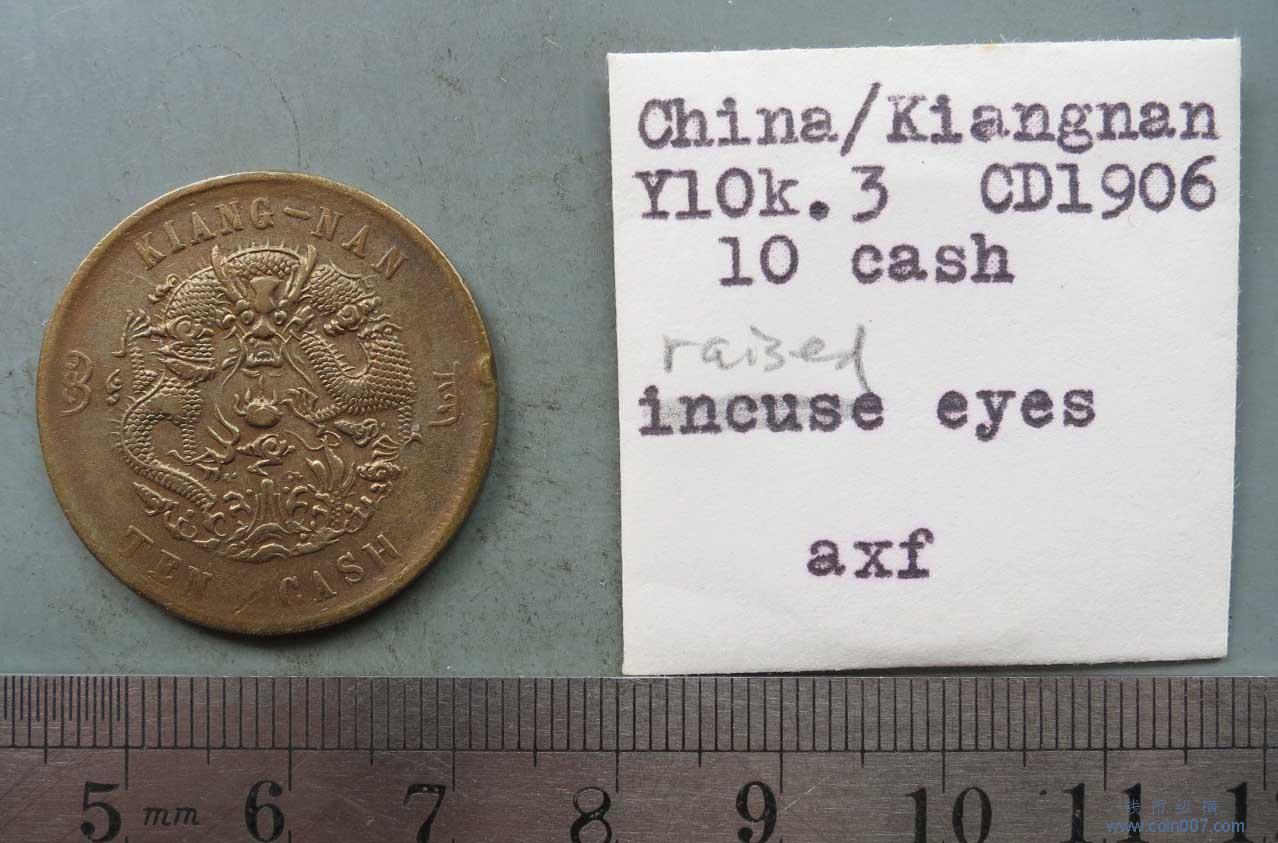 KIANG-NAN
TEN CASH
China/Kiangnan
Y10k.3 CD1906
10 cash
raised
incuse eyes
axf
5 mm 6 7 8 9 10 11 1
钱币纵横
www.coin007.com